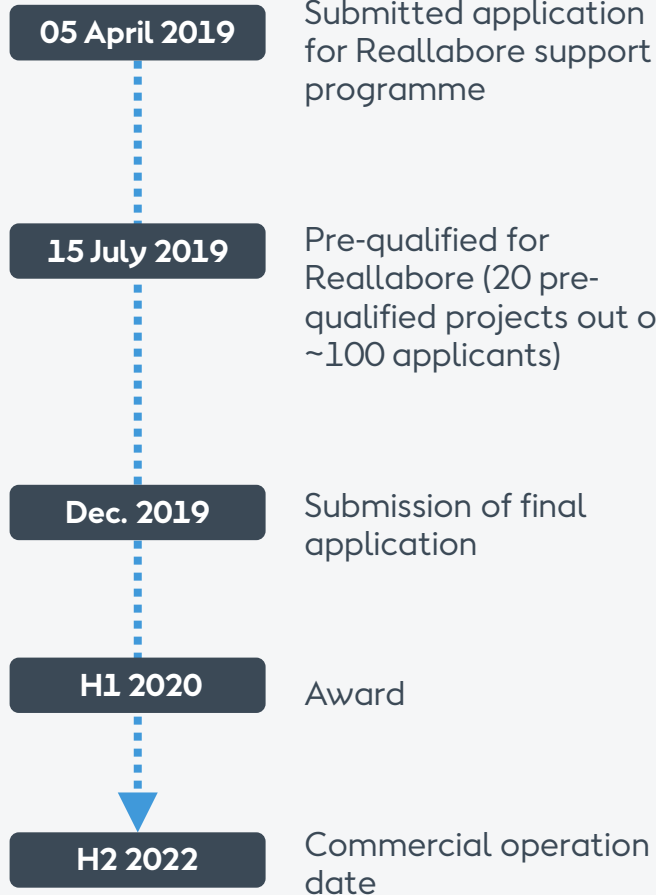 05 April 2019
Submitted application
for Reallabore support
programme
15 July 2019
Pre-qualified for
Reallabore (20 pre-
qualified projects out o
~100 applicants)
Dec. 2019
Submission of final
application
H1 2020
Award
H2 2022
Commercial operation
date